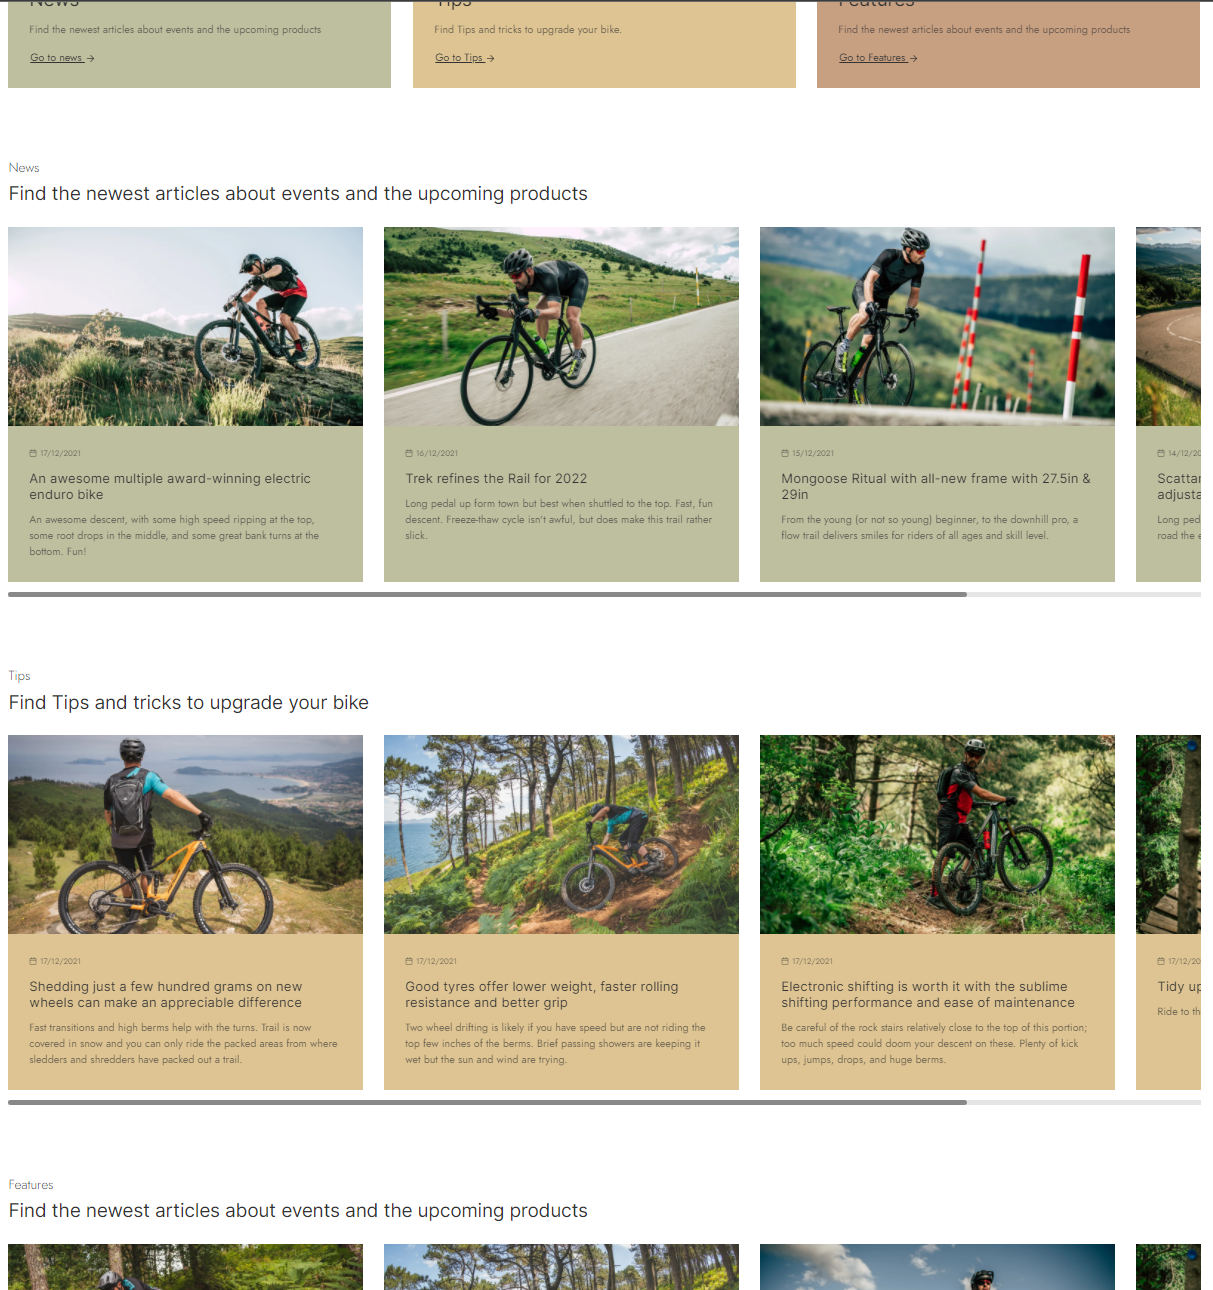 News
Tips
Features
Find the newest articles about events and the upcoming products
Find Tips and tricks to upgrade your bike.
Find the newest articles about events and the upcoming products
Go to news →
Go to Tips →
Go to Features →
News
Find the newest articles about events and the upcoming products
17/12/2021
An awesome multiple award-winning electric
enduro bike
An awesome descent, with some high speed ripping at the top,
some root drops in the middle, and some great bank turns at the
bottom. Fun!
16/12/2021
Trek refines the Rail for 2022
Long pedal up form town but best when shuttled to the top. Fast, fun
descent. Freeze-thaw cycle isn't awful, but does make this trail rather
slick.
15/12/2021
Mongoose Ritual with all-new frame with 27.5in &
29in
From the young (or not so young) beginner, to the downhill pro, a
flow trail delivers smiles for riders of all ages and skill level.
14/12/20
Scattar
adjusta
Long ped
road the e
Tips
Find Tips and tricks to upgrade your bike
17/12/2021
Shedding just a few hundred grams on new
wheels can make an appreciable difference
Fast transitions and high berms help with the turns. Trail is now
covered in snow and you can only ride the packed areas from where
sledders and shredders have packed out a trail.
17/12/2021
Good tyres offer lower weight, faster rolling
resistance and better grip
Two wheel drifting is likely if you have speed but are not riding the
top few inches of the berms. Brief passing showers are keeping it
wet but the sun and wind are trying.
17/12/2021
Electronic shifting is worth it with the sublime
shifting performance and ease of maintenance
Be careful of the rock stairs relatively close to the top of this portion;
too much speed could doom your descent on these. Plenty of kick
ups, jumps, drops, and huge berms.
17/12/20
Tidy up
Ride to th
Features
Find the newest articles about events and the upcoming products